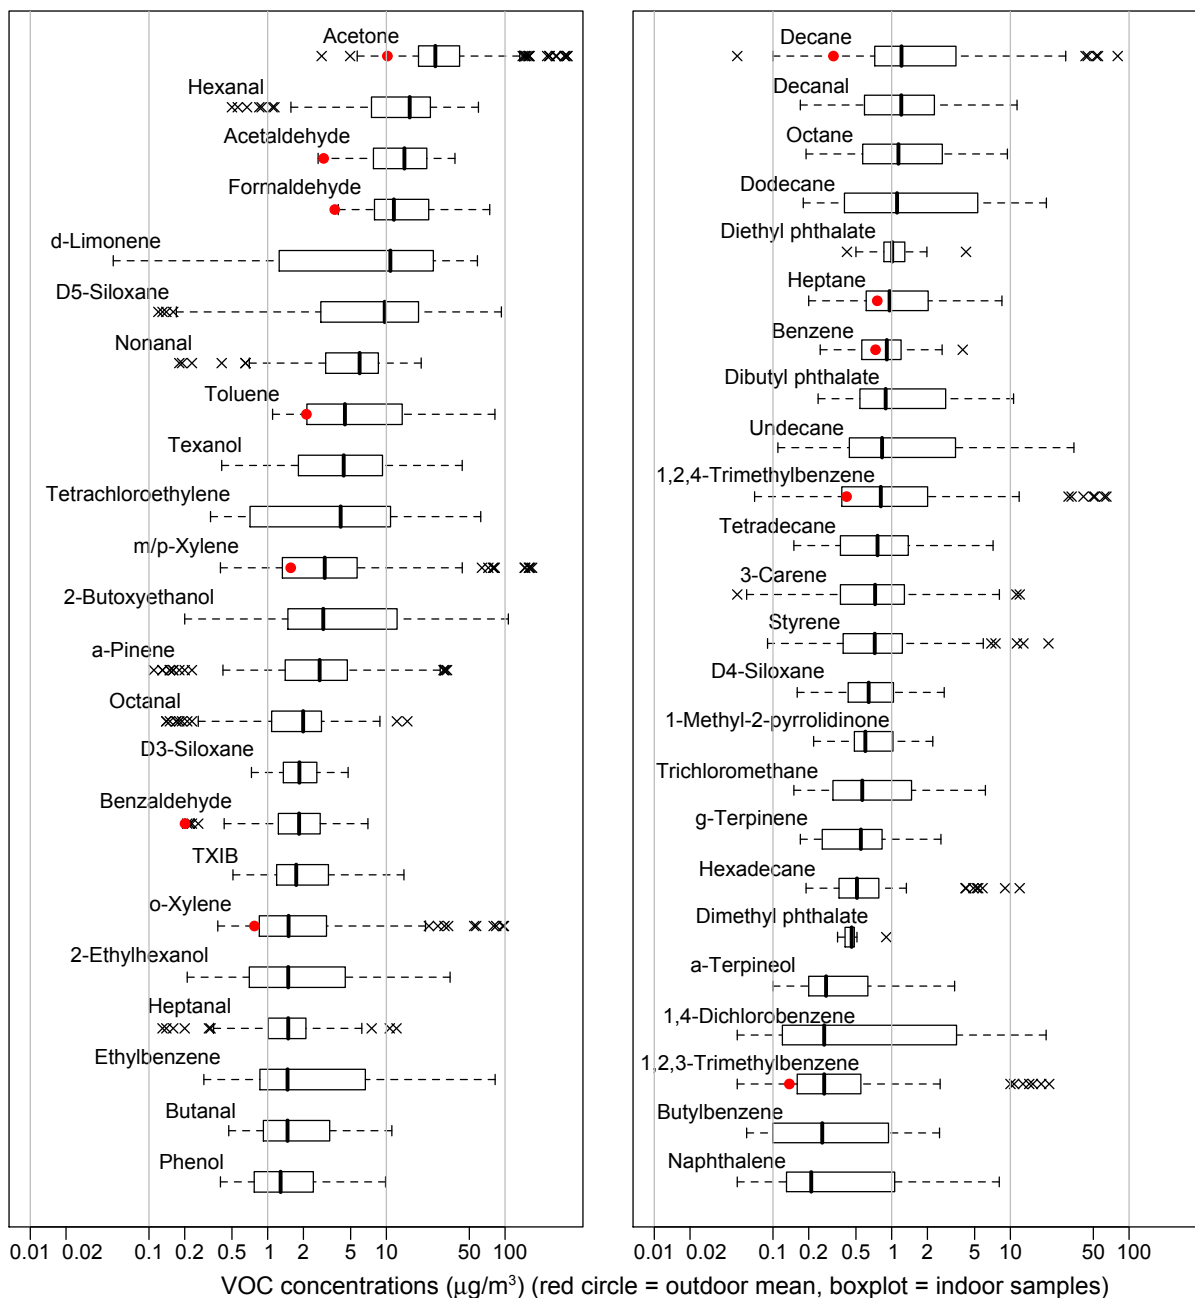 Acetone
Hexanal
Acetaldehyde
Formaldehyde
d-Limonene
D5-Siloxane
Nonanal
Toluene
Texanol
Tetrachloroethylene
m/p-Xylene
2-Butoxyethanol
a-Pinene
Octanal
D3-Siloxane
Benzaldehyde
TXIB
o-Xylene
2-Ethylhexanol
Heptanal
Ethylbenzene
Butanal
Phenol
0.01 0.02 0.1 0.2 0.5 1 2 5 10 50 100
Decane
Decanal
Octane
Dodecane
Diethyl phthalate
Heptane
Benzene
Dibutyl phthalate
Undecane
1,2,4-Trimethylbenzene
Tetradecane
3-Carene
Styrene
D4-Siloxane
1-Methyl-2-pyrrolidinone
Trichloromethane
g-Terpinene
Hexadecane
Dimethyl phthalate
a-Terpineol
1,4-Dichlorobenzene
1,2,3-Trimethylbenzene
Butylbenzene
Naphthalene
0.01 0.02 0.1 0.2 0.5 1 2 5 10 50 100
VOC concentrations (μg/m³) (red circle = outdoor mean, boxplot = indoor samples)